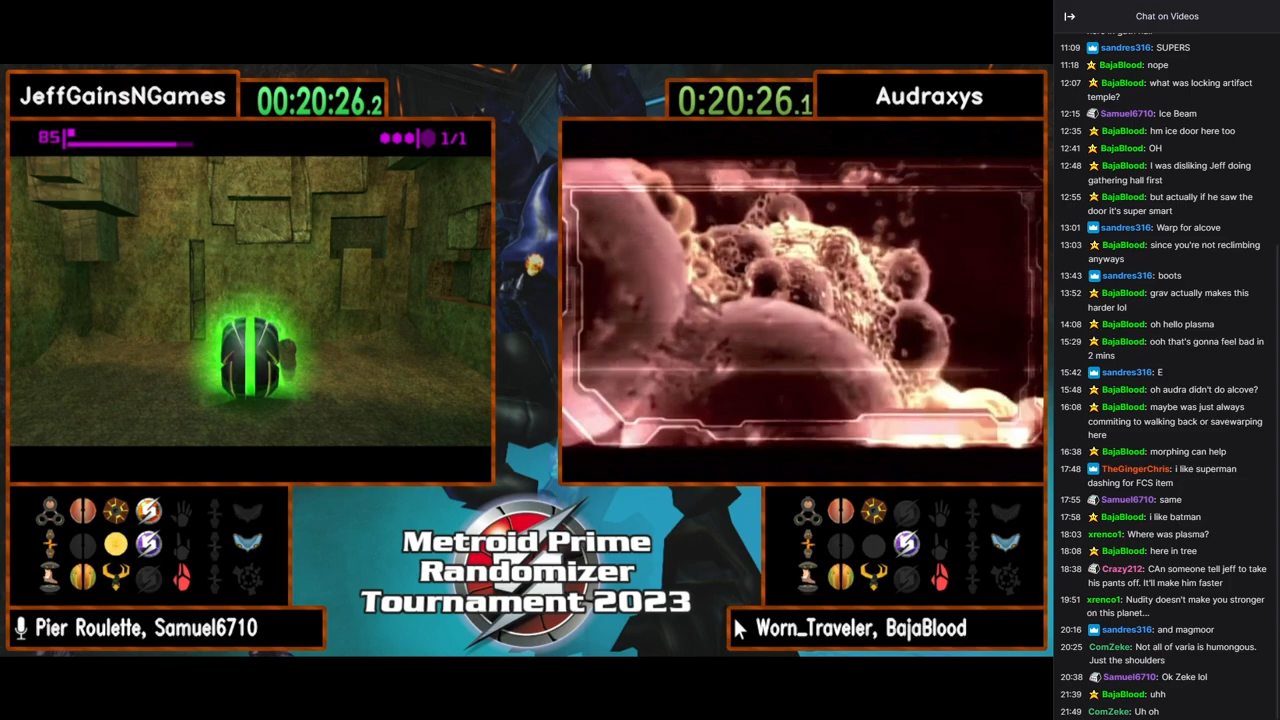 JeffGainsNGames
00:20:26.2
0:20:26.1
Audraxys
85
1/1
Metroid Prime
Randomizer
Tournament 2023
Pier Roulette, Samuel6710
Worn_Traveler, BajaBlood
Chat on Videos
11:09 sandres316: SUPERS
11:18 BajaBlood: nope
12:07 BajaBlood: what was locking artifact
temple?
12:15 Samuel6710: Ice Beam
12:35 BajaBlood: hm ice door here too
12:41 BajaBlood: OH
12:48 BajaBlood: I was disliking Jeff doing
gathering hall first
12:55 BajaBlood: but actually if he saw the
door it's super smart
13:01 sandres316: Warp for alcove
13:03 BajaBlood: since you're not reclimbing
anyways
13:43 sandres316: boots
13:52 BajaBlood: grav actually makes this
harder lol
14:08 BajaBlood: oh hello plasma
15:29 BajaBlood: ooh that's gonna feel bad in
2 mins
15:42 sandres316: E
15:48 BajaBlood: oh audra didn't do alcove?
16:08 BajaBlood: maybe was just always
commiting to walking back or savewarping
here
16:38 BajaBlood: morphing can help
17:48 TheGingerChris: i like superman
dashing for FCS item
17:55 Samuel6710: same
17:58 BajaBlood: i like batman
18:03 xrenco1: Where was plasma?
18:08 BajaBlood: here in tree
18:38 Crazy212: CAn someone tell jeff to take
his pants off. It'll make him faster
19:51 xrenco1: Nudity doesn't make you stronger
on this planet...
20:16 sandres316: and magmoor
20:25 ComZeke: Not all of varia is humongous.
Just the shoulders
20:38 Samuel6710: Ok Zeke lol
21:39 BajaBlood: uhh
21:49 ComZeke: Uh oh